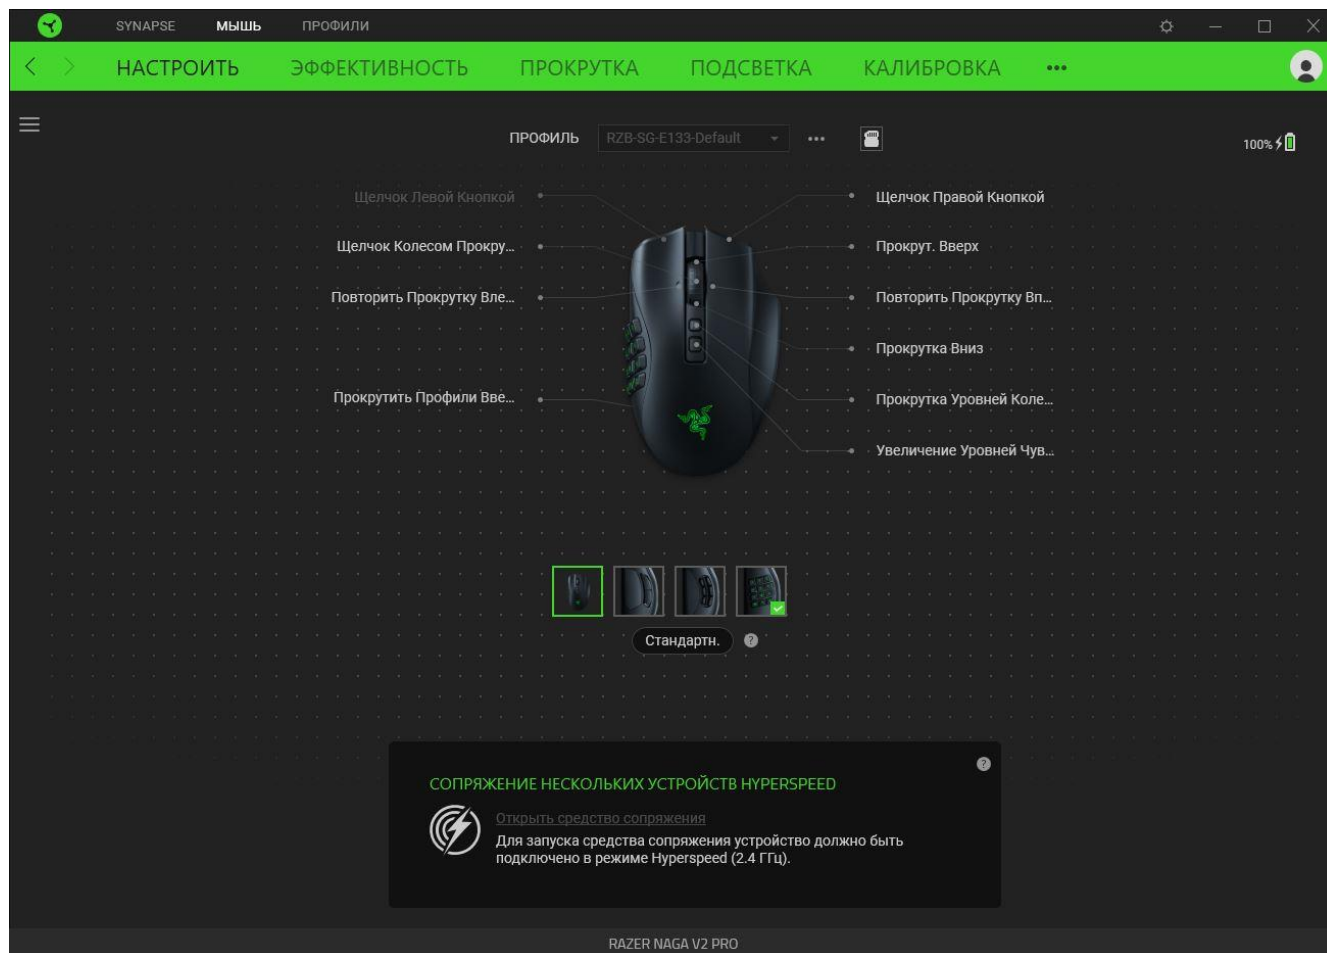 SYNAPSE МЫШЬ ПРОФИЛИ
НАСТРОИТЬ ЭФФЕКТИВНОСТЬ ПРОКРУТКА ПОДСВЕТКА КАЛИБРОВКА •••
ПРОФИЛЬ RZB-SG-E133-Default •••
100%
Щелчок Левой Кнопкой
Щелчок Правой Кнопкой
Щелчок Колесом Прокру...
Прокрут. Вверх
Повторить Прокрутку Вле...
Повторить Прокрутку Вп...
Прокрутка Вниз
Прокрутить Профили Вве...
Прокрутка Уровней Коле...
Увеличение Уровней Чув...
Стандартн. ?
?
СОПРЯЖЕНИЕ НЕСКОЛЬКИХ УСТРОЙСТВ HYPERSPEED
Открыть средство сопряжения
Для запуска средства сопряжения устройство должно быть
подключено в режиме Hyperspeed (2.4 ГГц).
RAZER NAGA V2 PRO